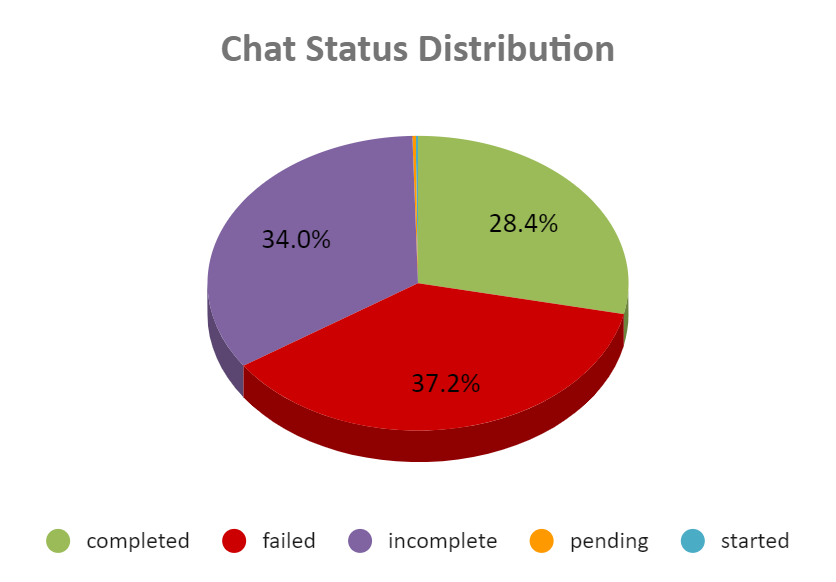 Chat Status Distribution
28.4%
34.0%
37.2%
completed failed incomplete pending started